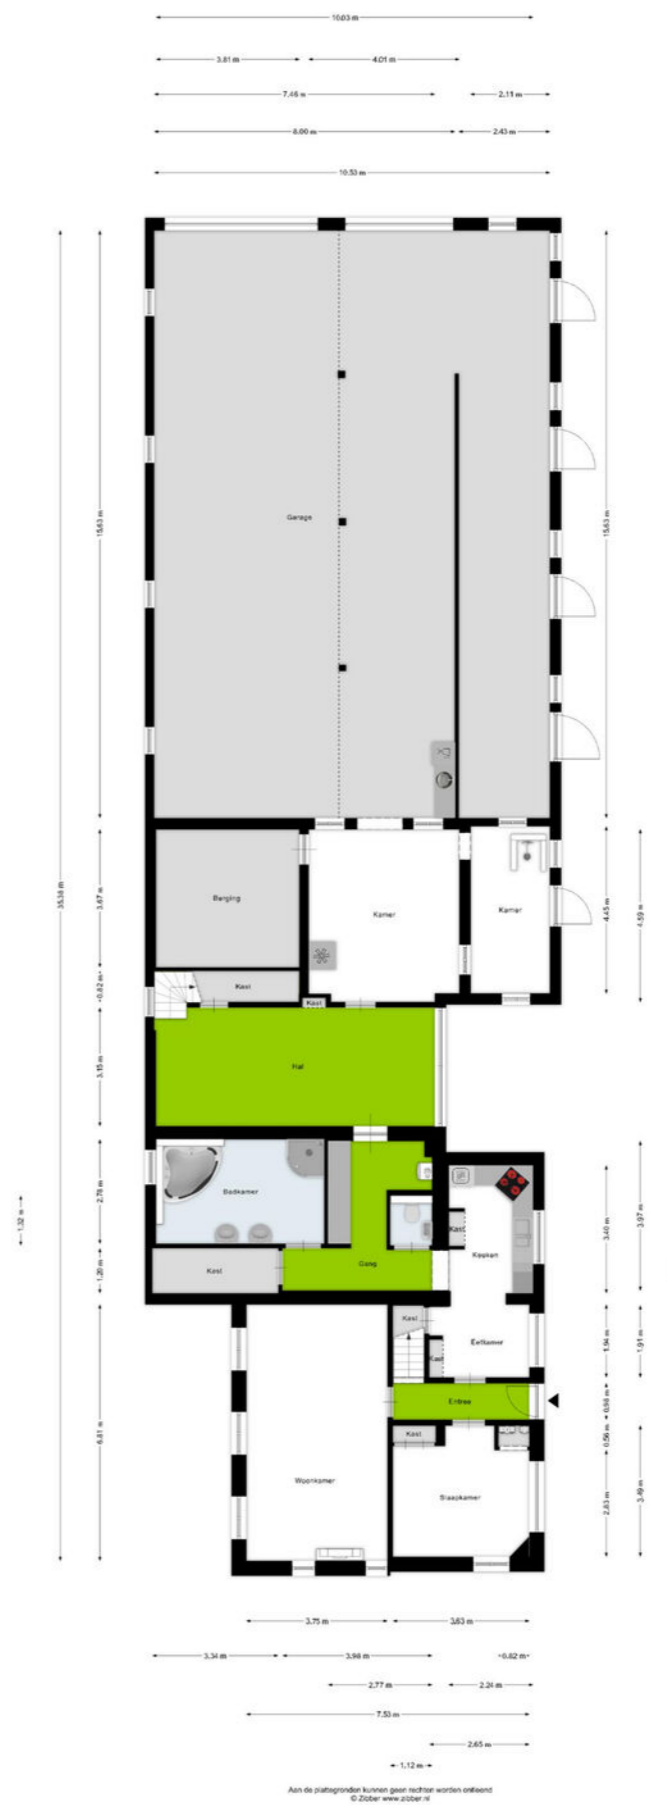 10.03 m
3.81 m
4.01 m
7.46 m
2.11 m
8.00 m
2.43 m
10.53 m
Garage
15.63 m
15.63 m
35.38 m
Berging
Kamer
Kamer
3.67 m
4.45 m
4.59 m
Kast
Kast
0.82 m
Hal
3.15 m
Badkamer
2.78 m
1.32 m
3.40 m
3.97 m
Kast
Keuken
Kast
Gang
1.20 m
Kast
Kast
Eetkamer
1.94 m
1.91 m
Entree
0.98 m
Kast
0.56 m
6.81 m
Woonkamer
Slaapkamer
2.83 m
3.49 m
3.75 m
3.63 m
3.34 m
3.98 m
0.82 m
2.77 m
2.24 m
7.53 m
2.65 m
1.12 m
Aan de plattegronden kunnen geen rechten worden ontleend
© Zibber www.zibber.nl